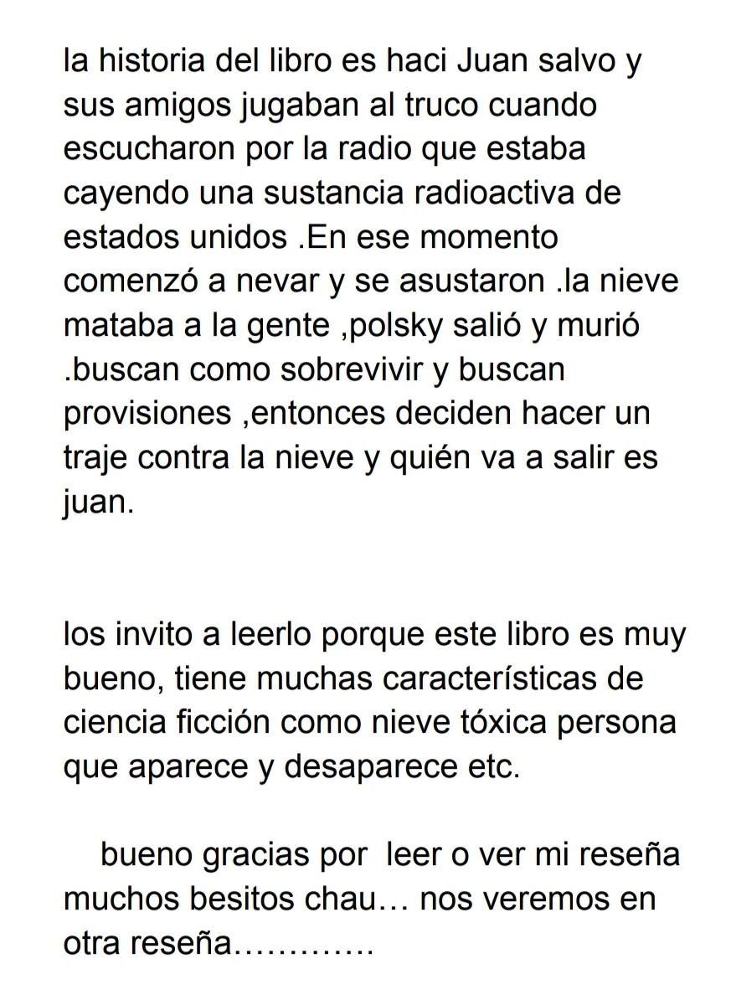 la historia del libro es haci Juan salvo y
sus amigos jugaban al truco cuando
escucharon por la radio que estaba
cayendo una sustancia radioactiva de
estados unidos .En ese momento
comenzó a nevar y se asustaron .la nieve
mataba a la gente ,polsky salió y murió
.buscan como sobrevivir y buscan
provisiones ,entonces deciden hacer un
traje contra la nieve y quién va a salir es
juan.
los invito a leerlo porque este libro es muy
bueno, tiene muchas características de
ciencia ficción como nieve tóxica persona
que aparece y desaparece etc.
bueno gracias por  leer o ver mi reseña
muchos besitos chau… nos veremos en
otra reseña………….